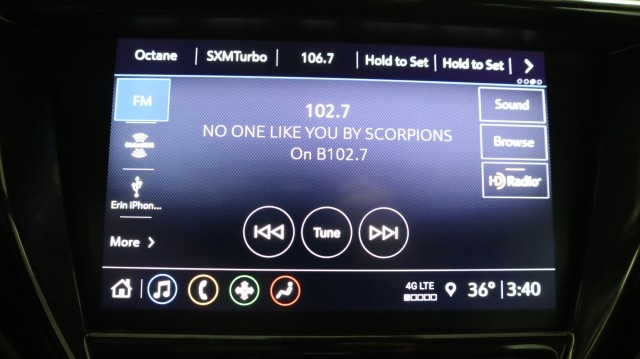 Octane SXMTurbo 106.7 Hold to Set Hold to Set
FM
102.7
NO ONE LIKE YOU BY SCORPIONS
On B102.7
Sound
Browse
HD Radio
Erin iPhon...
More
Tune
4G LTE
36° 3:40